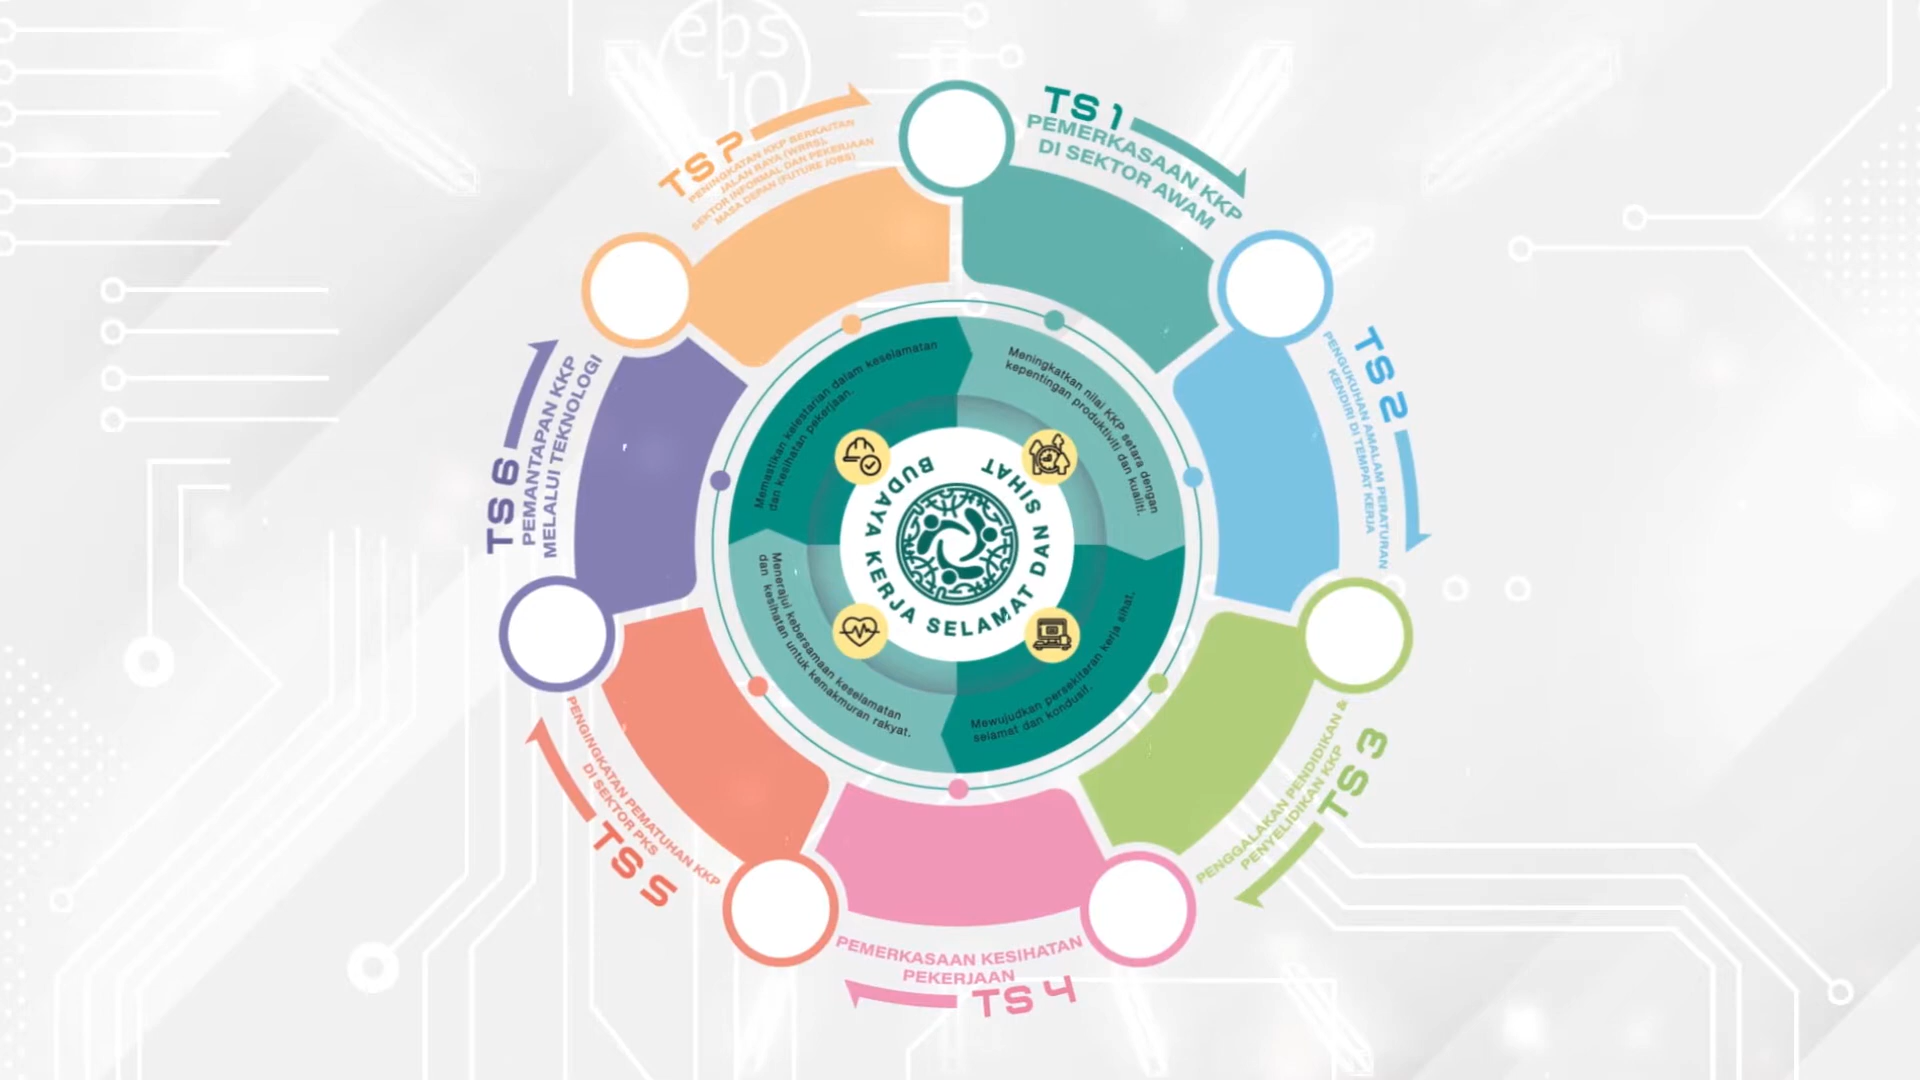 eps
10
TS 1
PEMERKASAAN KKP
DI SEKTOR AWAM
TS 2
PENGUKUHAN AMALAM PERATURAN
KENDIRI DI TEMPAT KERJA
TS 3
PENGGALAKAN PENDIDIKAN &
PENYELIDIKAN KKP
PEMERKASAAN KESIHATAN
PEKERJAAN
TS 4
PENGINGKATAN PEMATUHAN KKP
DI SEKTOR PKS
TS 5
TS 6
PEMANTAPAN KKP
MELALUI TEKNOLOGI
TS 7
PENINGKATAN KKP BERKAITAN
JALAN RAYA (WRRS),
SEKTOR INFORMAL DAN PEKERJAAN
MASA DEPAN (FUTURE JOBS)
Meningkatkan nilai KKP setara dengan
kepentingan produktiviti dan kualiti.
Mewujudkan persekitaran kerja sihat,
selamat dan kondusif.
Menerajui kebersamaan keselamatan
dan kesihatan untuk kemakmuran rakyat.
Memastikan kelestarian dalam keselamatan
dan kesihatan pekerjaan.
BUDAYA KERJA SELAMAT DAN SIHAT